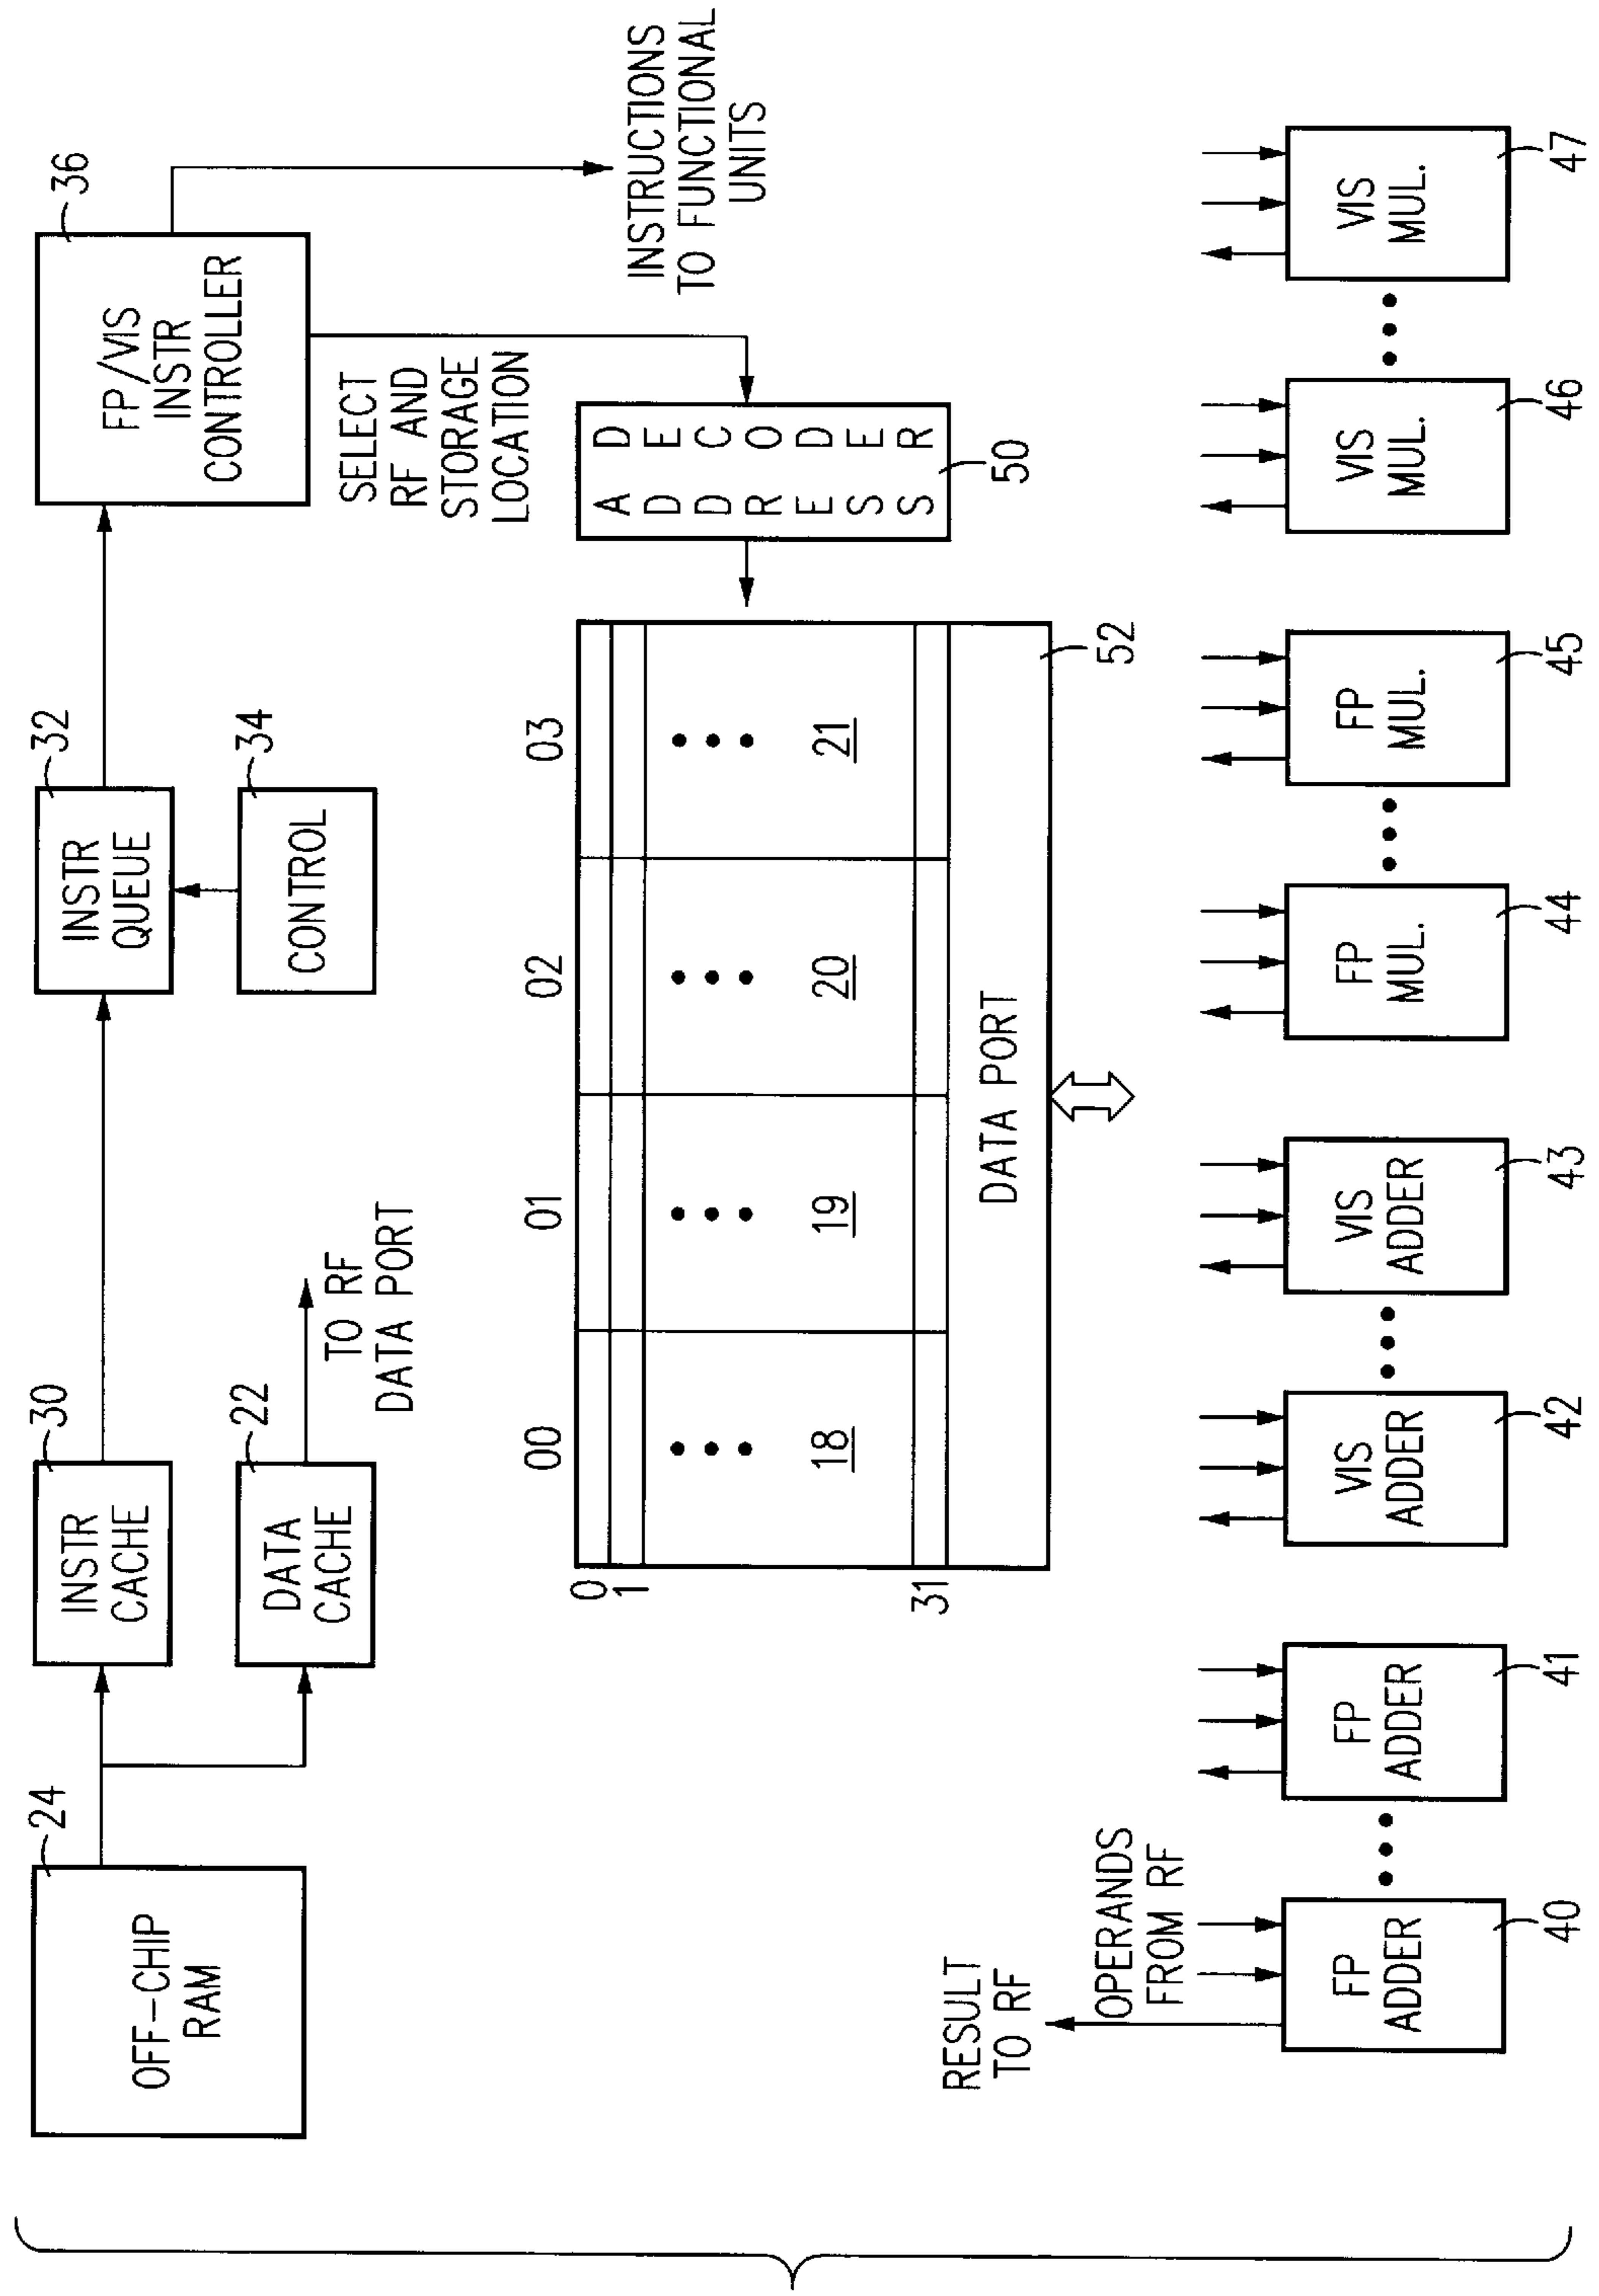 24
OFF-CHIP
RAM
30
INSTR
CACHE
22
DATA
CACHE
TO RF
DATA PORT
32
INSTR
QUEUE
34
CONTROL
36
FP/VIS
INSTR
CONTROLLER
SELECT
RF AND
STORAGE
LOCATION
INSTRUCTIONS
TO FUNCTIONAL
UNITS
ADDRESS
DECODER
50
00 01 02 03
0
1
31
18 19 20 21
DATA PORT
52
RESULT
TO RF
OPERANDS
FROM RF
FP
ADDER
40
FP
ADDER
41
VIS
ADDER
42
VIS
ADDER
43
FP
MUL.
44
FP
MUL.
45
VIS
MUL.
46
VIS
MUL.
47